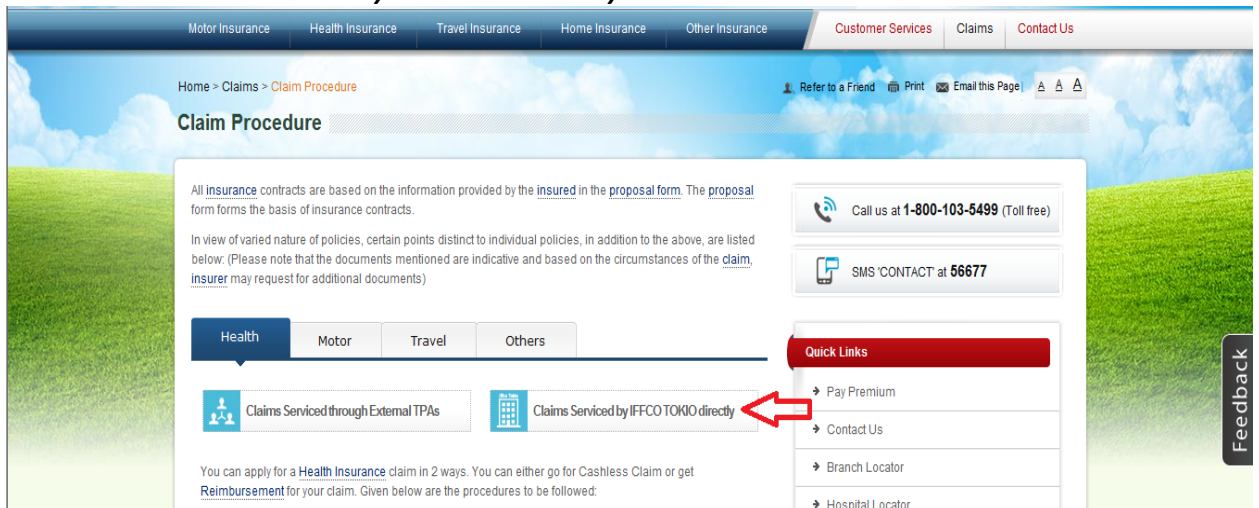 Motor Insurance Health Insurance Travel Insurance Home Insurance Other Insurance Customer Services Claims Contact Us
Home > Claims > Claim Procedure
Refer to a Friend Print Email this Page| A A A
Claim Procedure
All insurance contracts are based on the information provided by the insured in the proposal form. The proposal
form forms the basis of insurance contracts.
In view of varied nature of policies, certain points distinct to individual policies, in addition to the above, are listed
below: (Please note that the documents mentioned are indicative and based on the circumstances of the claim,
insurer may request for additional documents)
Call us at 1-800-103-5499 (Toll free)
SMS 'CONTACT' at 56677
Health Motor Travel Others
Claims Serviced through External TPAs
Claims Serviced by IFFCO TOKIO directly
You can apply for a Health Insurance claim in 2 ways. You can either go for Cashless Claim or get
Reimbursement for your claim. Given below are the procedures to be followed:
Quick Links
Pay Premium
Contact Us
Branch Locator
Hospital Locator
Feedback